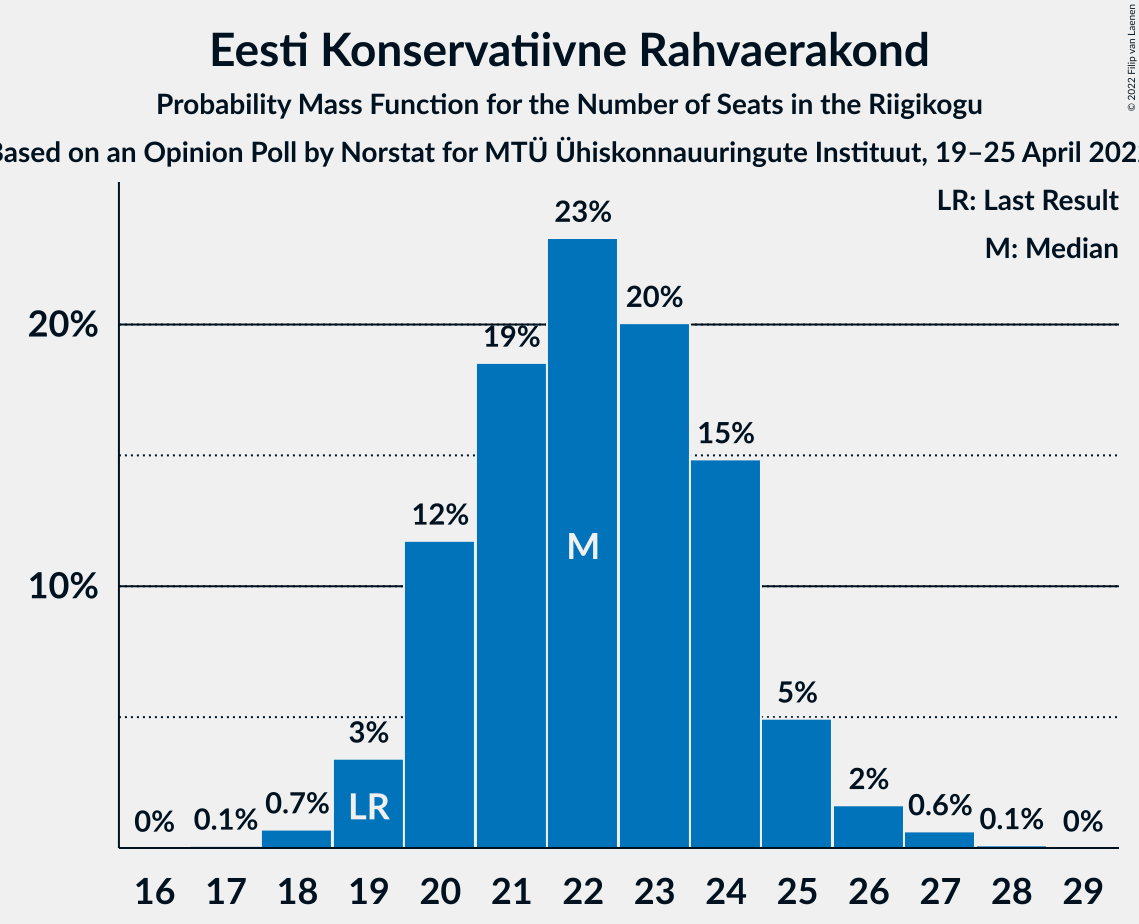 Eesti Konservatiivne Rahvaerakond
Probability Mass Function for the Number of Seats in the Riigikogu
Based on an Opinion Poll by Norstat for MTÜ Ühiskonnauuringute Instituut, 19–25 April 2022
© 2022 Filip van Laenen
LR: Last Result
M: Median
20%
10%
0%
0.1%
0.7%
3%
12%
19%
23%
20%
15%
5%
2%
0.6%
0.1%
0%
LR
M
16 17 18 19 20 21 22 23 24 25 26 27 28 29